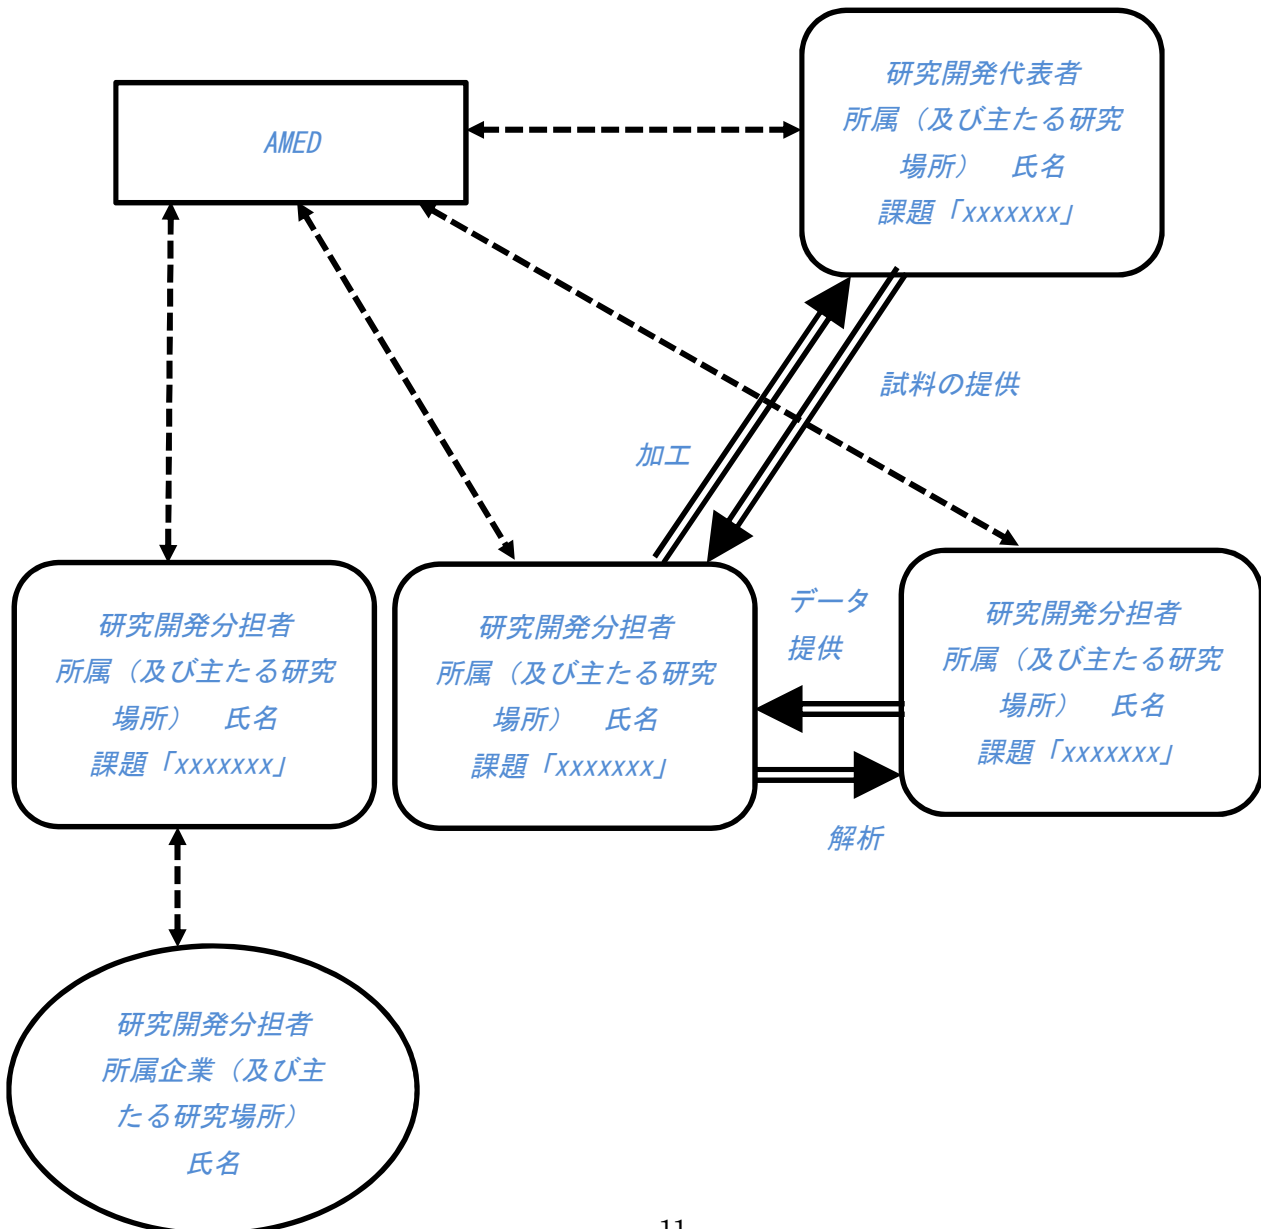 研究開発代表者
所属（及び主たる研究
場所）　氏名
課題「xxxxxxx」
AMED
試料の提供
加工
研究開発分担者
所属（及び主たる研究
場所）　氏名
課題「xxxxxxx」
研究開発分担者
所属（及び主たる研究
場所）　氏名
課題「xxxxxxx」
データ
提供
研究開発分担者
所属（及び主たる研究
場所）　氏名
課題「xxxxxxx」
解析
研究開発分担者
所属企業（及び主
たる研究場所）
氏名
11